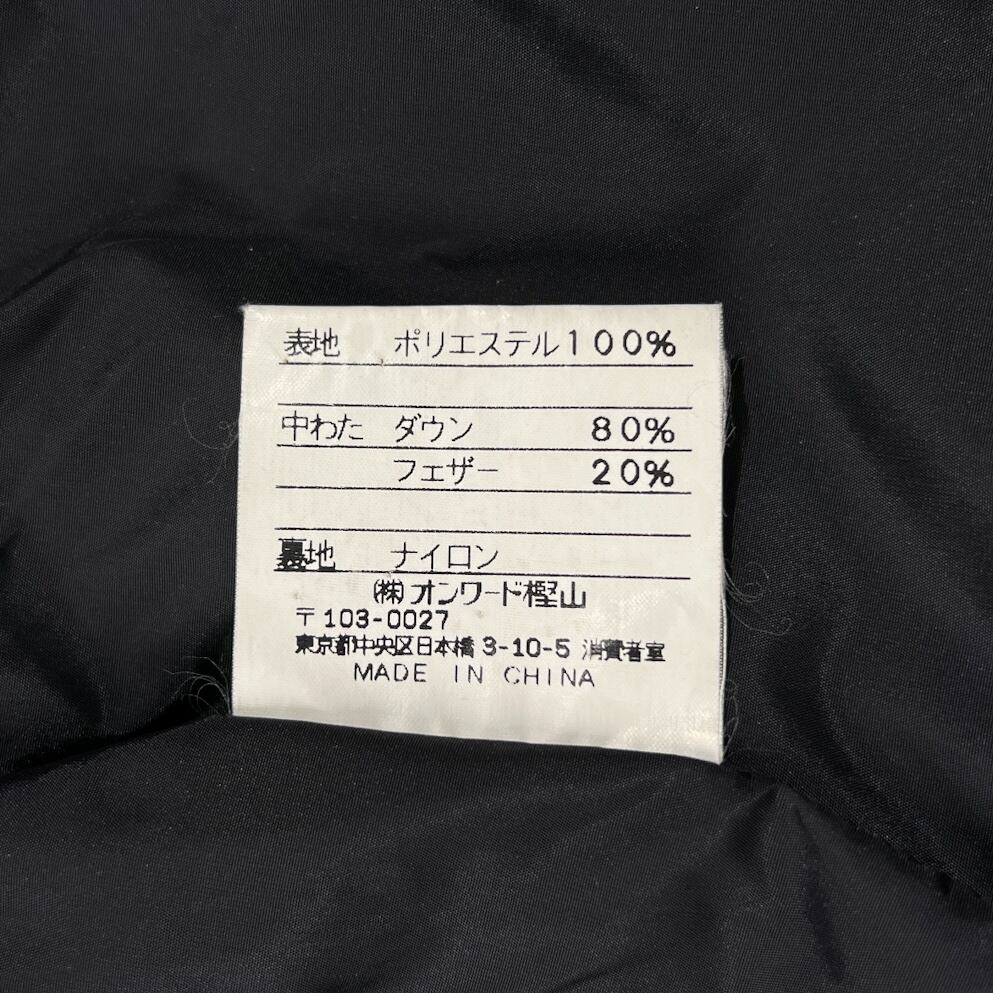 表地 ポリエステル100%
中わた ダウン 80%
フェザー 20%
裏地 ナイロン
㈱オンワード樫山
〒103-0027
東京都中央区日本橋3-10-5 消費者室
MADE IN CHINA